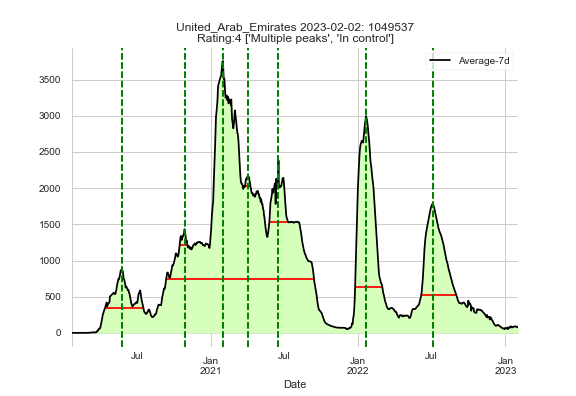 United_Arab_Emirates 2023-02-02: 1049537
Rating:4 ['Multiple peaks', 'In control']
Average-7d
3500
3000
2500
2000
1500
1000
500
0
Jul Jan Jul Jan Jul Jan
2021 2022 2023
Date